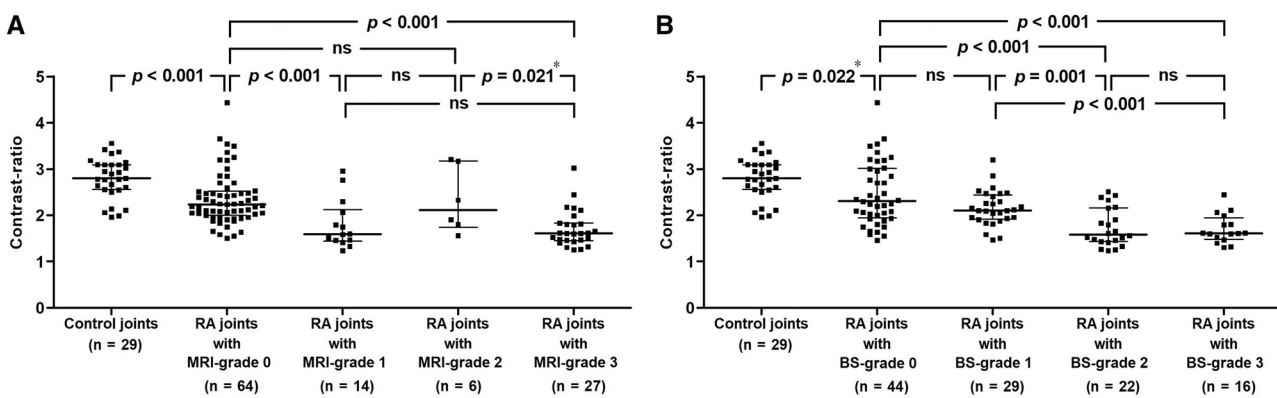 A
p < 0.001
ns
p < 0.001 p < 0.001 ns p = 0.021*
ns
Contrast-ratio
5
4
3
2
1
0
Control joints
(n = 29)
RA joints
with
MRI-grade 0
(n = 64)
RA joints
with
MRI-grade 1
(n = 14)
RA joints
with
MRI-grade 2
(n = 6)
RA joints
with
MRI-grade 3
(n = 27)
B
p < 0.001
p < 0.001
p = 0.022* ns p = 0.001 ns
p < 0.001
Contrast-ratio
5
4
3
2
1
0
Control joints
(n = 29)
RA joints
with
BS-grade 0
(n = 44)
RA joints
with
BS-grade 1
(n = 29)
RA joints
with
BS-grade 2
(n = 22)
RA joints
with
BS-grade 3
(n = 16)